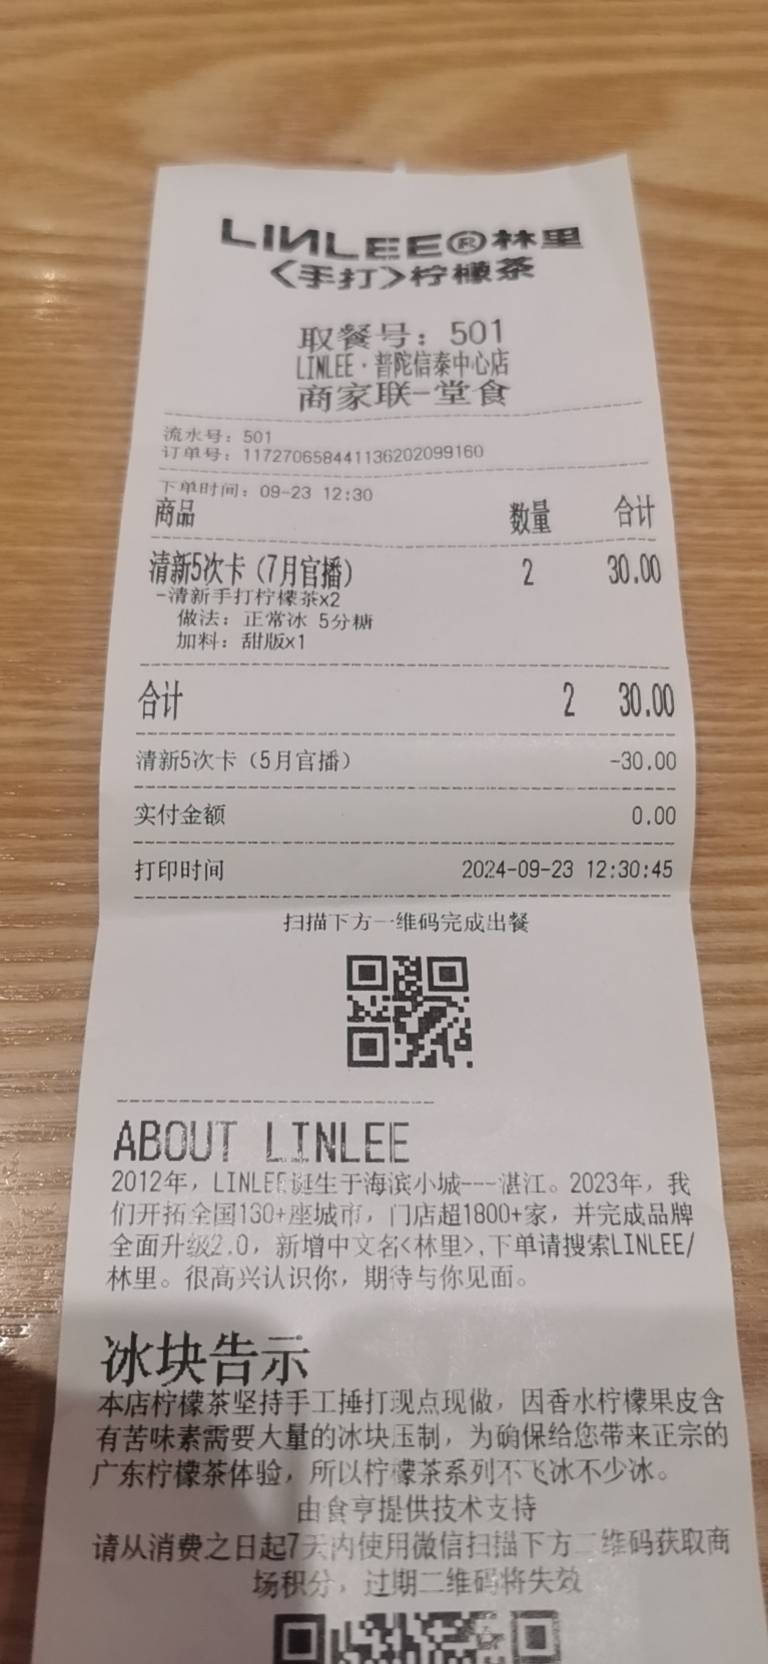 LINLEE®林里
<手打>柠檬茶
取餐号：501
LINLEE·普陀信泰中心店
商家联-堂食
流水号：501
订单号：1172706584411136202099160
下单时间：09-23 12:30
商品 数量 合计
清新5次卡（7月官播） 2 30.00
-清新手打柠檬茶x2
做法：正常冰 5分糖
加料：甜版x1
合计 2 30.00
清新5次卡（5月官播） -30.00
实付金额 0.00
打印时间 2024-09-23 12:30:45
扫描下方一维码完成出餐
ABOUT LINLEE
2012年，LINLEE诞生于海滨小城---湛江。2023年，我
们开拓全国130+座城市，门店超1800+家，并完成品牌
全面升级2.0，新增中文名<林里>,下单请搜索LINLEE/
林里。很高兴认识你，期待与你见面。
冰块告示
本店柠檬茶坚持手工捶打现点现做，因香水柠檬果皮含
有苦味素需要大量的冰块压制，为确保给您带来正宗的
广东柠檬茶体验，所以柠檬茶系列不飞冰不少冰。
由食亨提供技术支持
请从消费之日起7天内使用微信扫描下方二维码获取商
场积分，过期二维码将失效